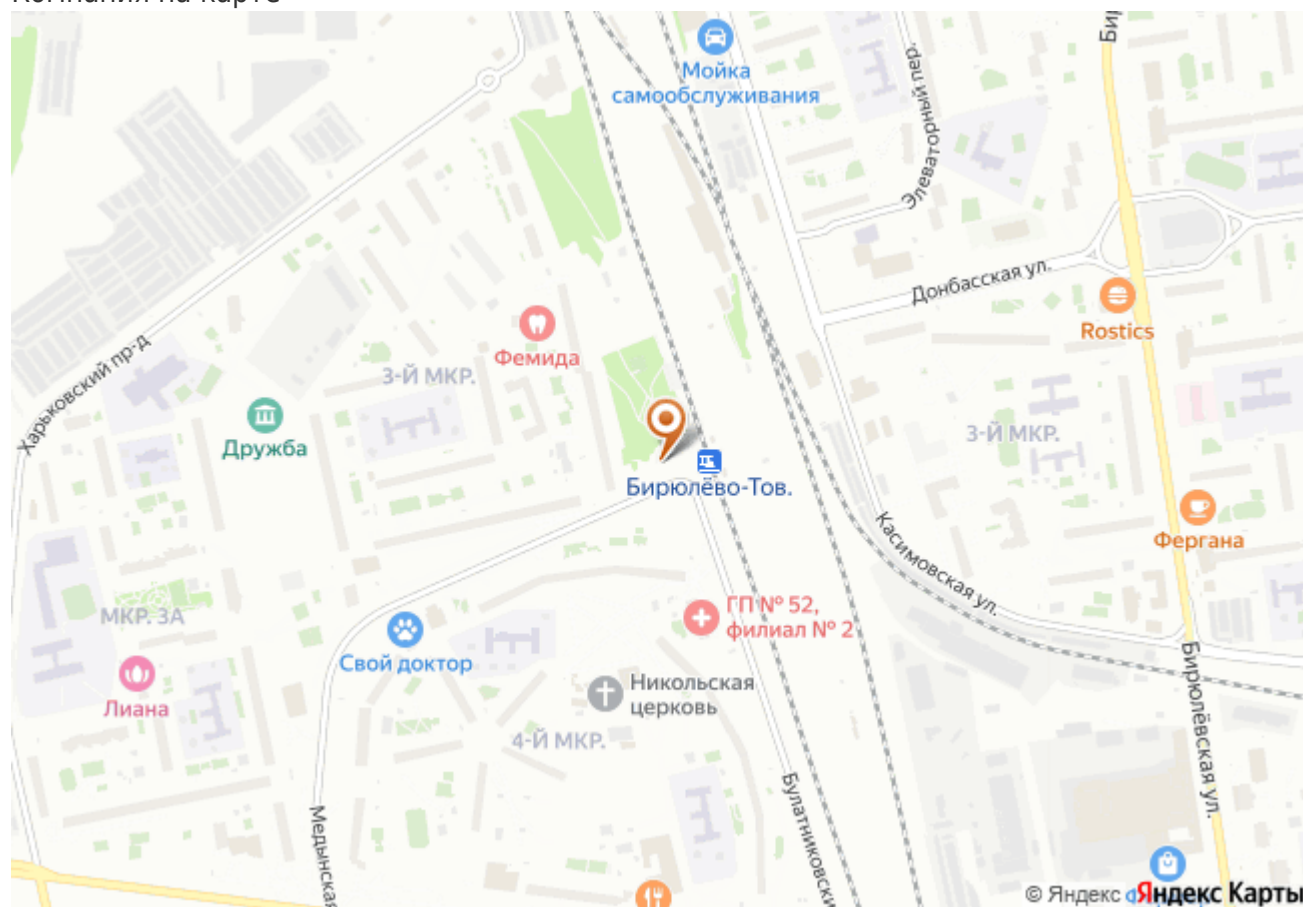 Компания на карте
Мойка
самообслуживания
Элеваторный пер.
Донбасская ул.
Rostics
Харьковский пр-д
Фемида
3-Й МКР.
Дружба
3-Й МКР.
Бирюлёво-Тов.
Фергана
Касимовская ул.
МКР. 3А
ГП № 52,
филиал № 2
Свой доктор
Никольская
церковь
Лиана
4-Й МКР.
Бирюлёвская ул.
Медынская
Булатниковски
© Яндекс
Яндекс Карты